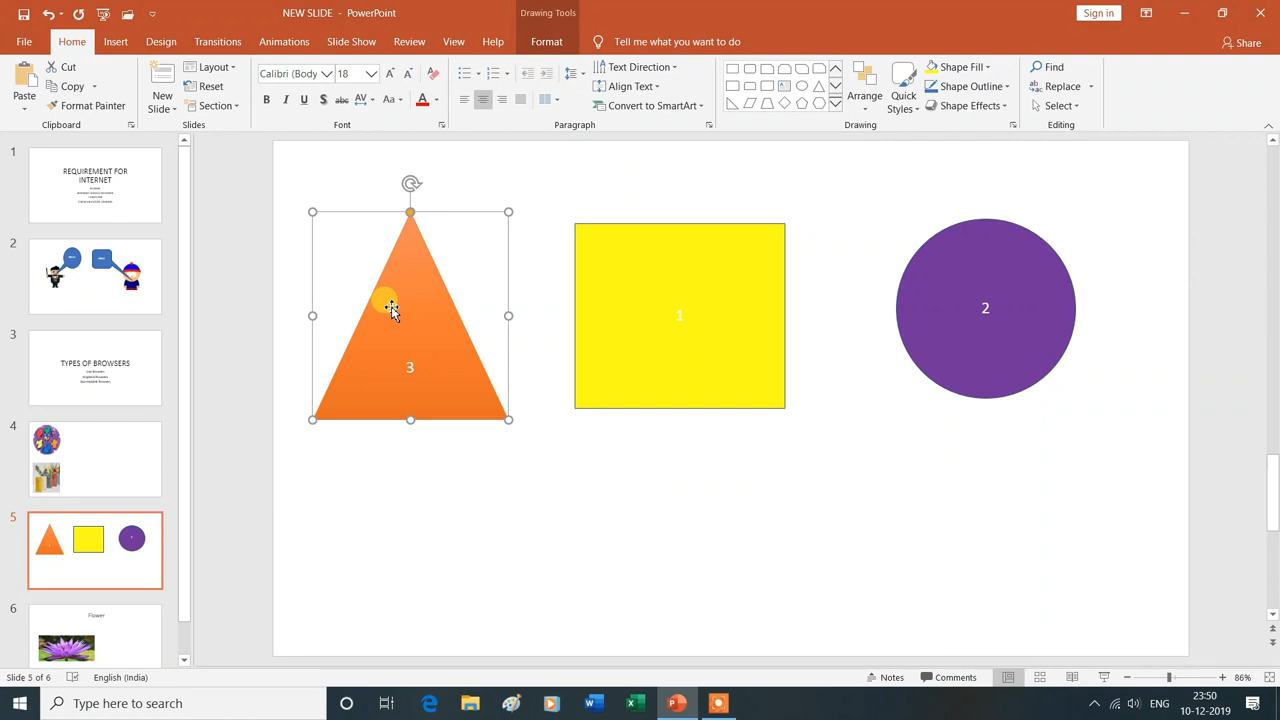 NEW SLIDE - PowerPoint
Drawing Tools
Sign in
File
Home
Insert
Design
Transitions
Animations
Slide Show
Review
View
Help
Format
Tell me what you want to do
Share
Paste
Cut
Copy
Format Painter
Clipboard
New
Slide
Layout
Reset
Section
Slides
Calibri (Body
18
B I U S abc AV Aa A
Font
Text Direction
Align Text
Convert to SmartArt
Paragraph
Arrange
Quick
Styles
Shape Fill
Shape Outline
Shape Effects
Drawing
Find
Replace
Select
Editing
1
REQUIREMENT FOR
INTERNET
2
3
TYPES OF BROWSERS
4
5
6
Flower
3
1
2
Slide 5 of 6
English (India)
Notes
Comments
86%
Type here to search
ENG
23:50
10-12-2019